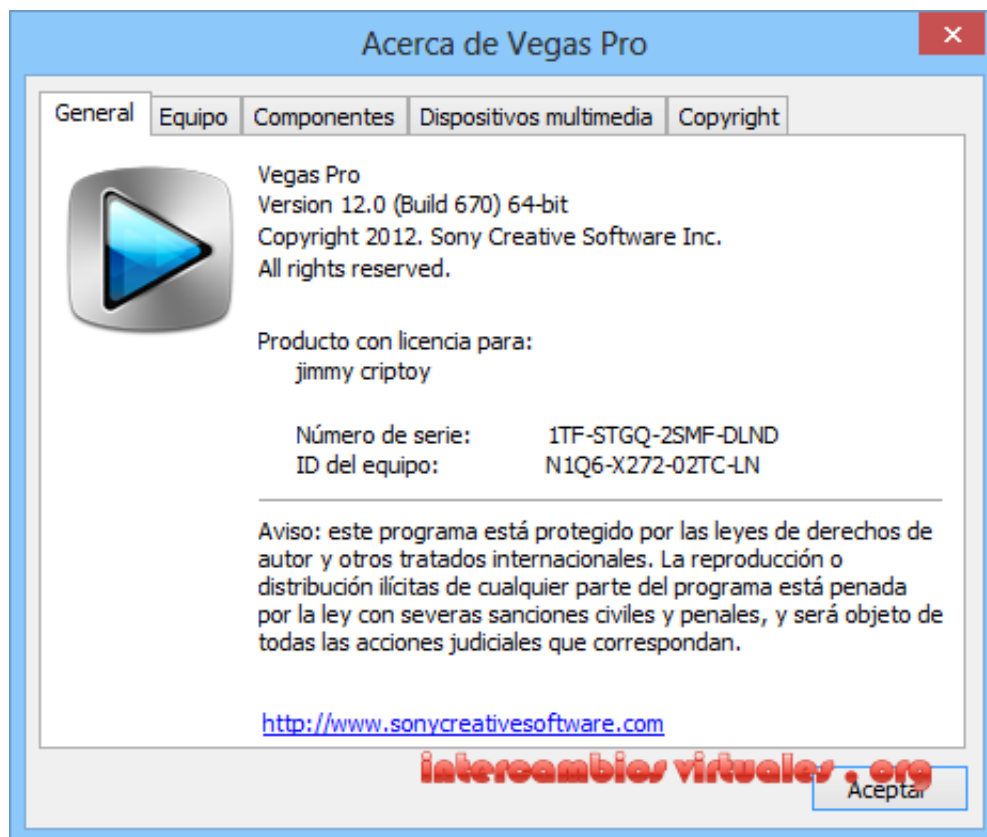 Acerca de Vegas Pro
General Equipo Componentes Dispositivos multimedia Copyright
Vegas Pro
Version 12.0 (Build 670) 64-bit
Copyright 2012. Sony Creative Software Inc.
All rights reserved.
Producto con licencia para:
jimmy criptoy
Número de serie: 1TF-STGQ-2SMF-DLND
ID del equipo: N1Q6-X272-02TC-LN
Aviso: este programa está protegido por las leyes de derechos de
autor y otros tratados internacionales. La reproducción o
distribución ilícitas de cualquier parte del programa está penada
por la ley con severas sanciones civiles y penales, y será objeto de
todas las acciones judiciales que correspondan.
http://www.sonycreativesoftware.com
intercambios virtuales . org
Aceptar